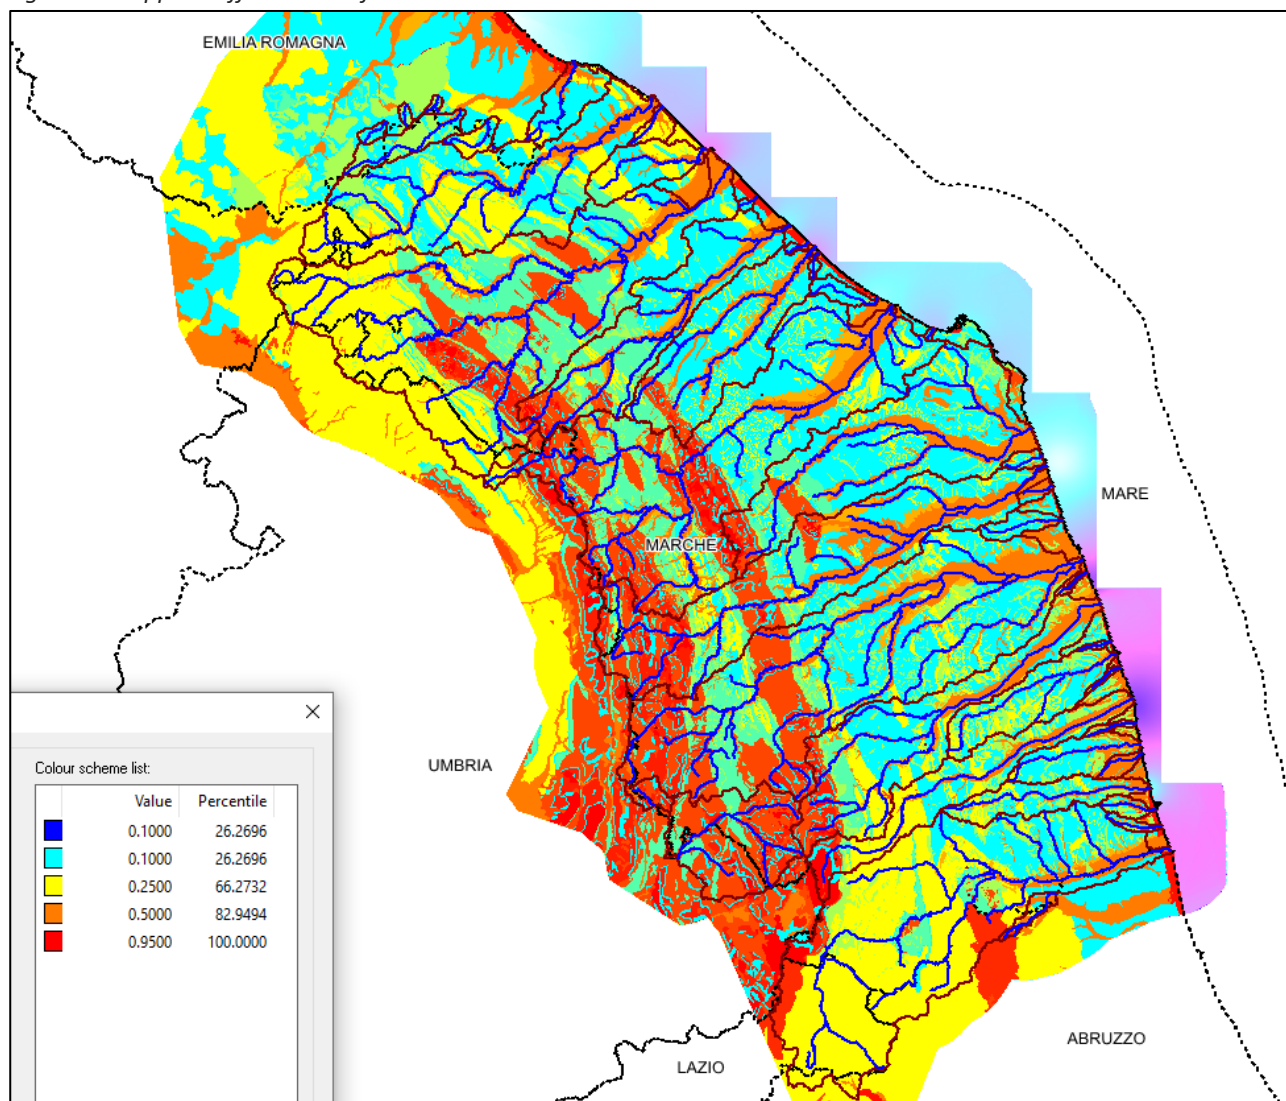 EMILIA ROMAGNA
MARE
MARCHE
UMBRIA
Colour scheme list:
Value Percentile
0.1000 26.2696
0.1000 26.2696
0.2500 66.2732
0.5000 82.9494
0.9500 100.0000
ABRUZZO
LAZIO